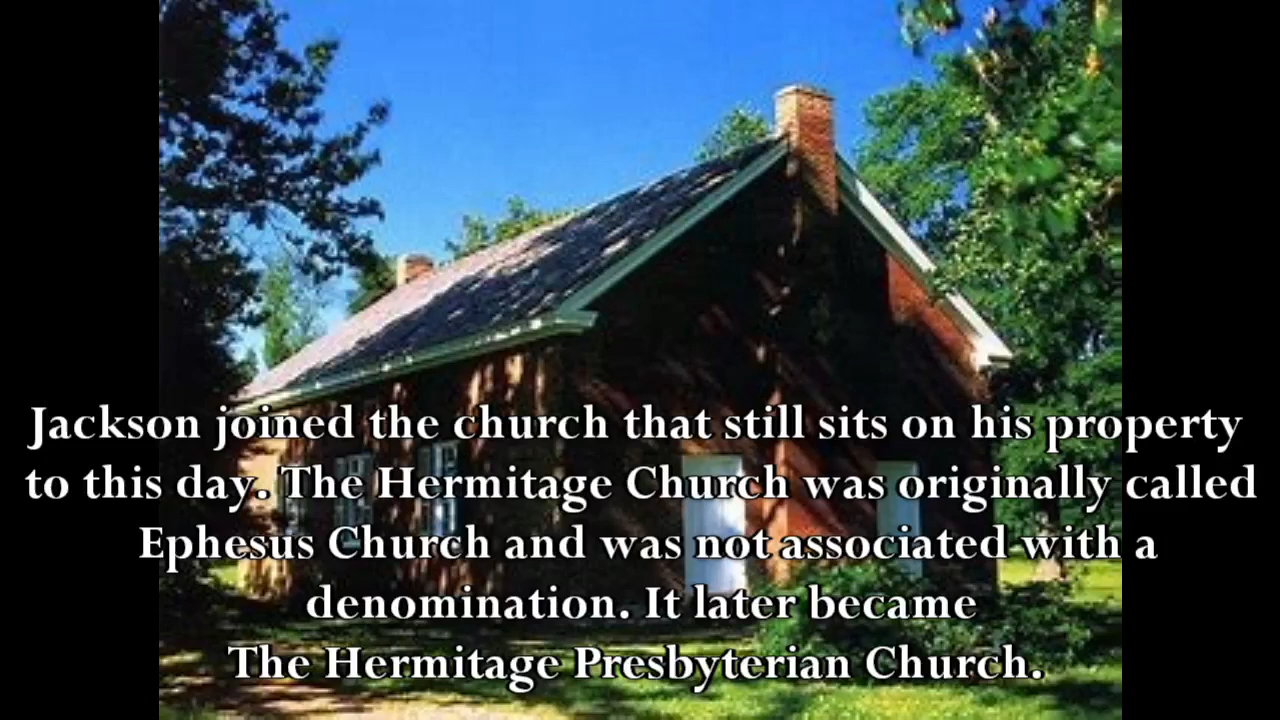 Jackson joined the church that still sits on his property
to this day. The Hermitage Church was originally called
Ephesus Church and was not associated with a
denomination. It later became
The Hermitage Presbyterian Church.